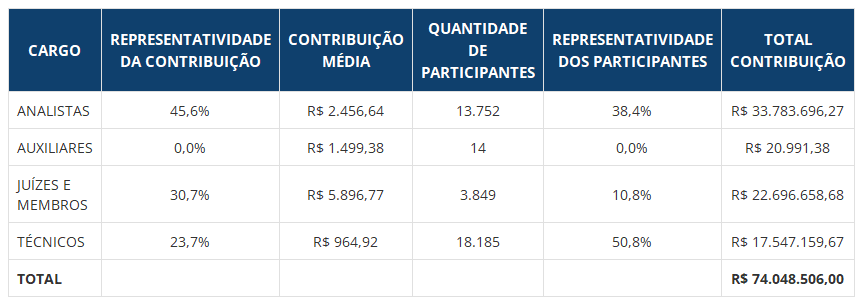 CARGO REPRESENTATIVIDADE DA CONTRIBUIÇÃO CONTRIBUIÇÃO MÉDIA QUANTIDADE DE PARTICIPANTES REPRESENTATIVIDADE DOS PARTICIPANTES TOTAL CONTRIBUIÇÃO
ANALISTAS 45,6% R$ 2.456,64 13.752 38,4% R$ 33.783.696,27
AUXILIARES 0,0% R$ 1.499,38 14 0,0% R$ 20.991,38
JUÍZES E MEMBROS 30,7% R$ 5.896,77 3.849 10,8% R$ 22.696.658,68
TÉCNICOS 23,7% R$ 964,92 18.185 50,8% R$ 17.547.159,67
TOTAL R$ 74.048.506,00